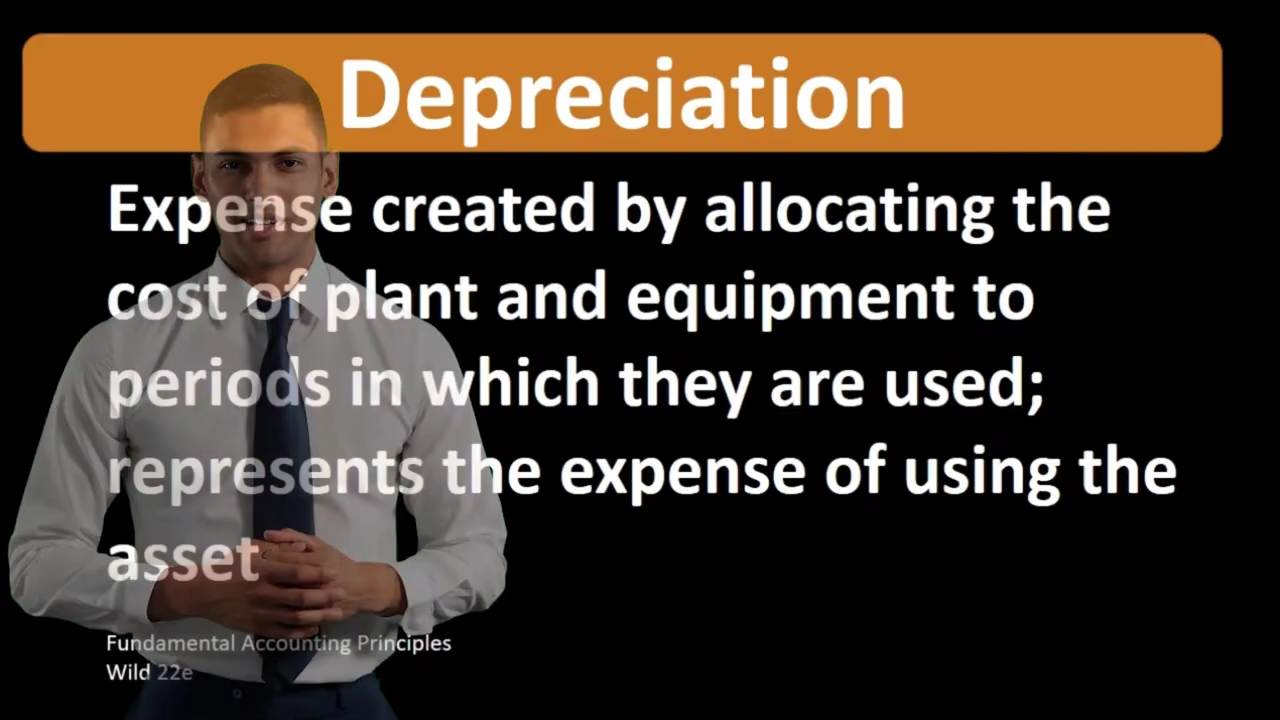 Depreciation
Expense created by allocating the
cost of plant and equipment to
periods in which they are used;
represents the expense of using the
asset
Fundamental Accounting Principles
Wild 22e